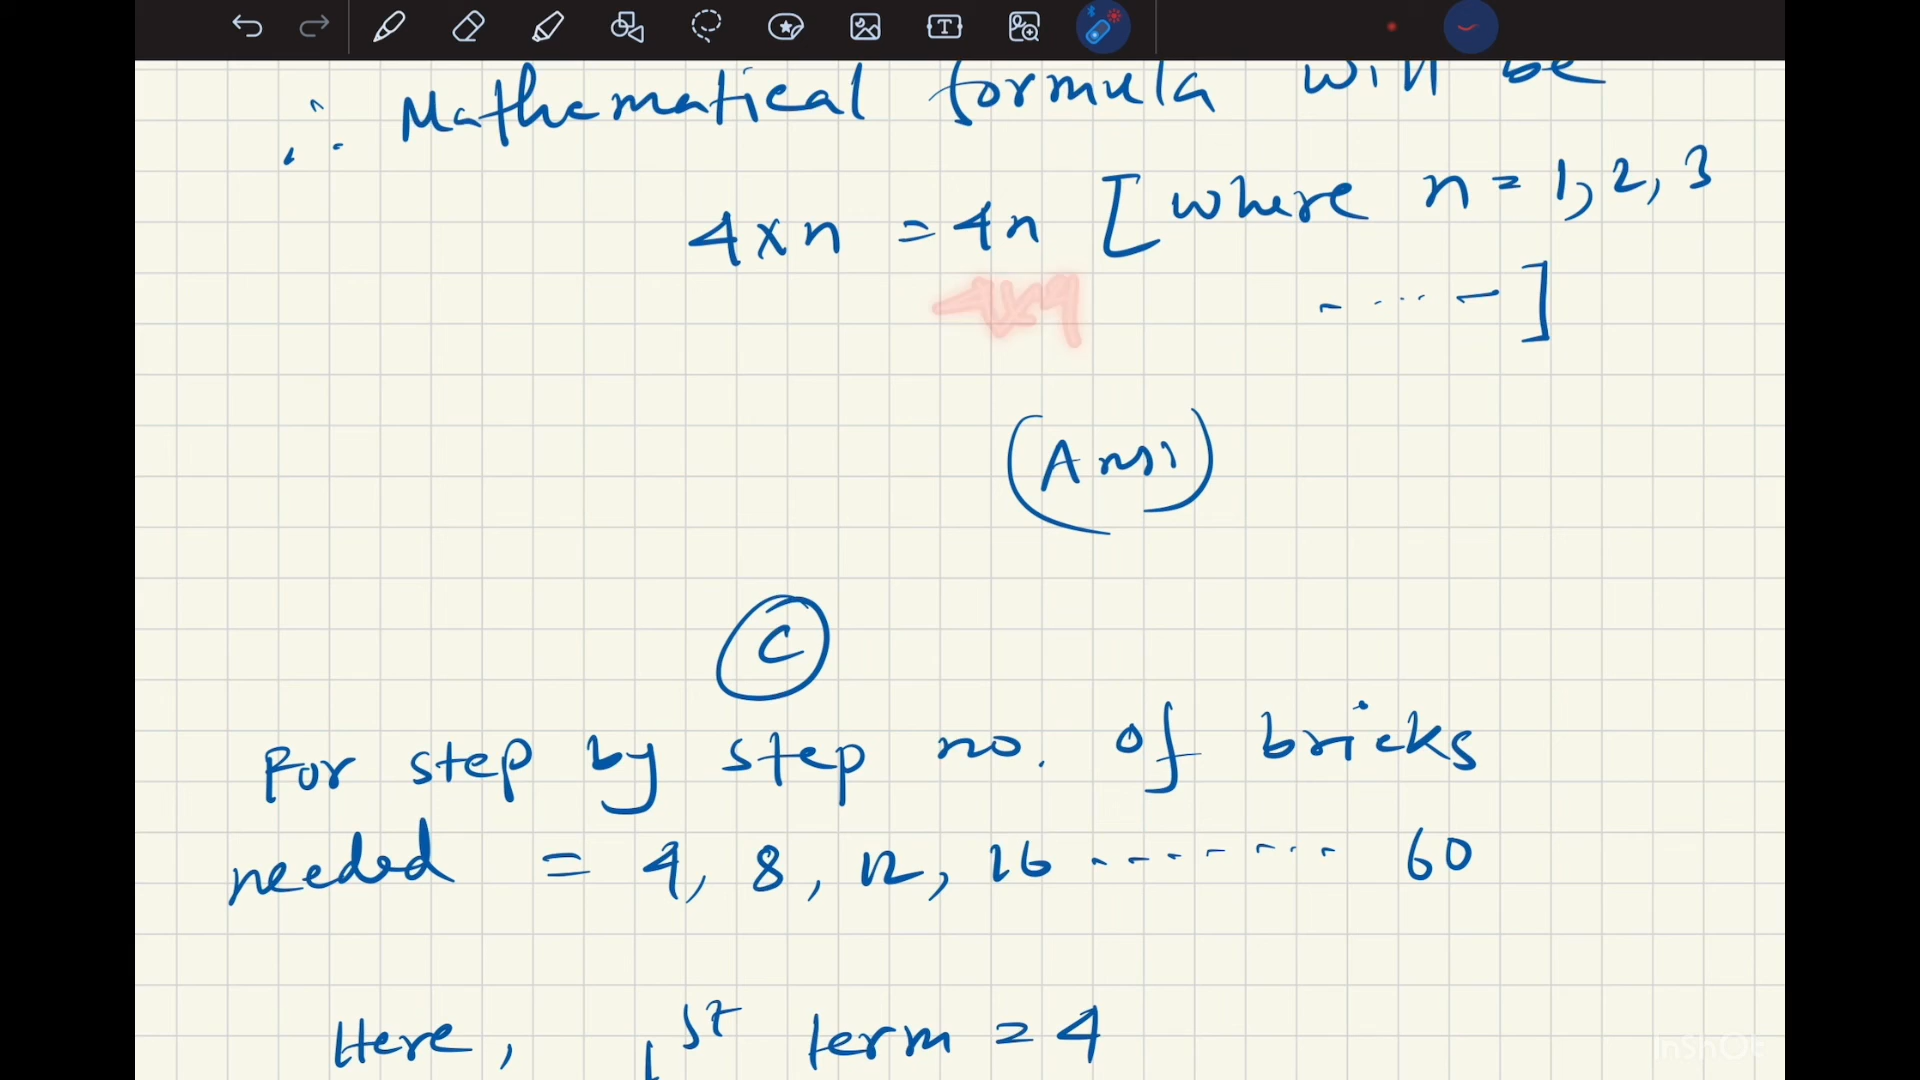 ∴ Mathematical formula will be
4×n = 4n [where n = 1, 2, 3
- ···· -]
(Ans:)
C
For step by step no. of bricks
needed = 4, 8, 12, 16 -------- 60
Here, 1st term = 4
InShOt